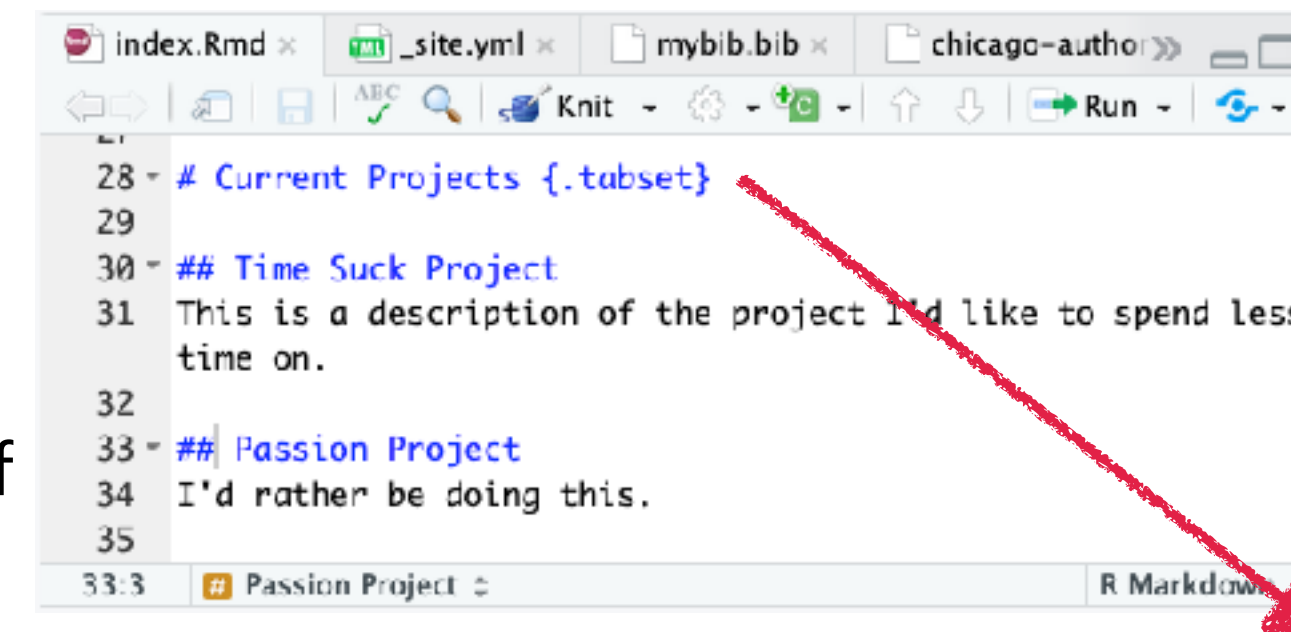 index.Rmd × _site.yml × mybib.bib × chicago-author
ABC Knit Run
28 # Current Projects {.tabset}
29
30 ## Time Suck Project
31 This is a description of the project I'd like to spend less
time on.
32
f
33 ## Passion Project
34 I'd rather be doing this.
35
33:3 # Passion Project R Markdown